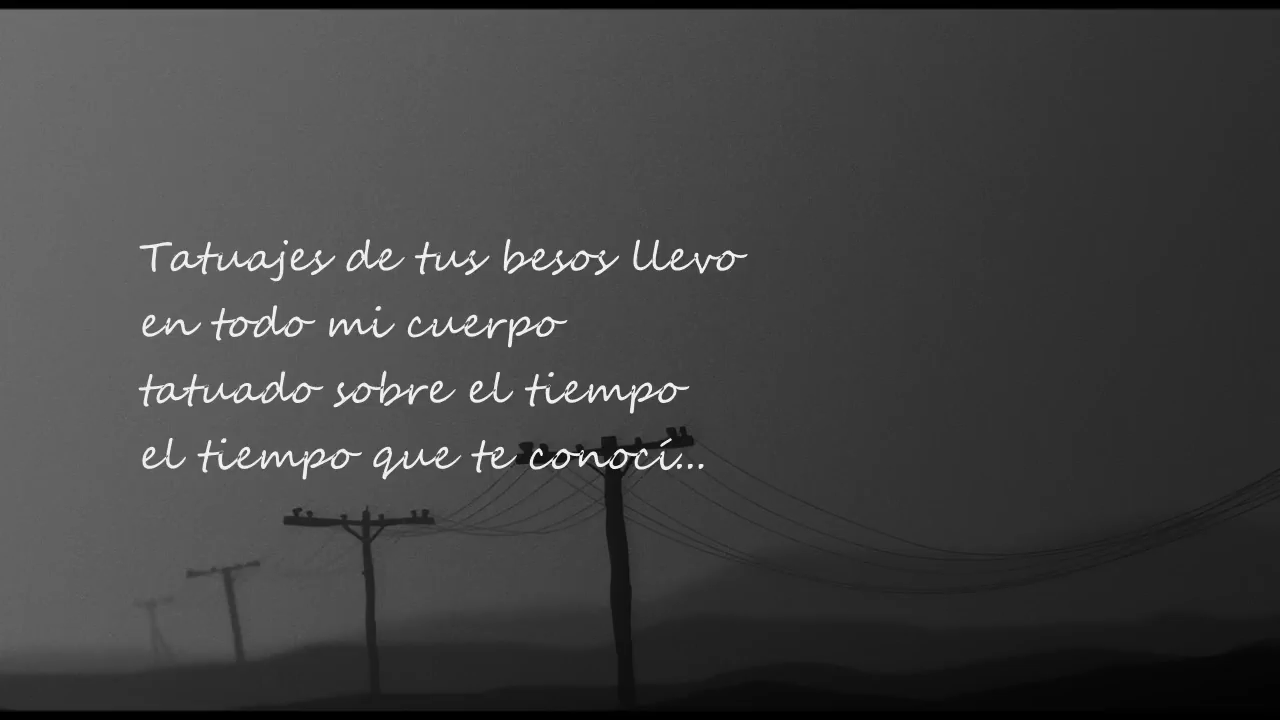 Tatuajes de tus besos llevo
en todo mi cuerpo
tatuado sobre el tiempo
el tiempo que te conocí...